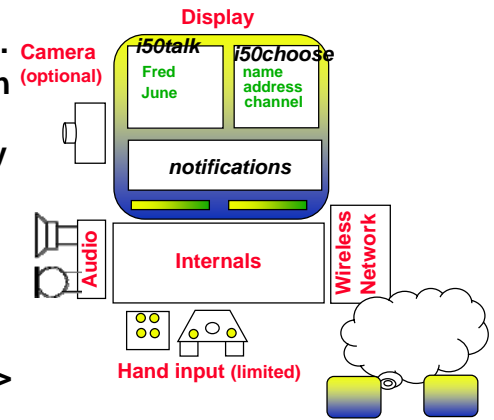 Display
Camera
(optional)
.
n
y
>
i50talk
Fred
June
i50choose
name
address
channel
notifications
Audio
Internals
Wireless
Network
Hand input (limited)